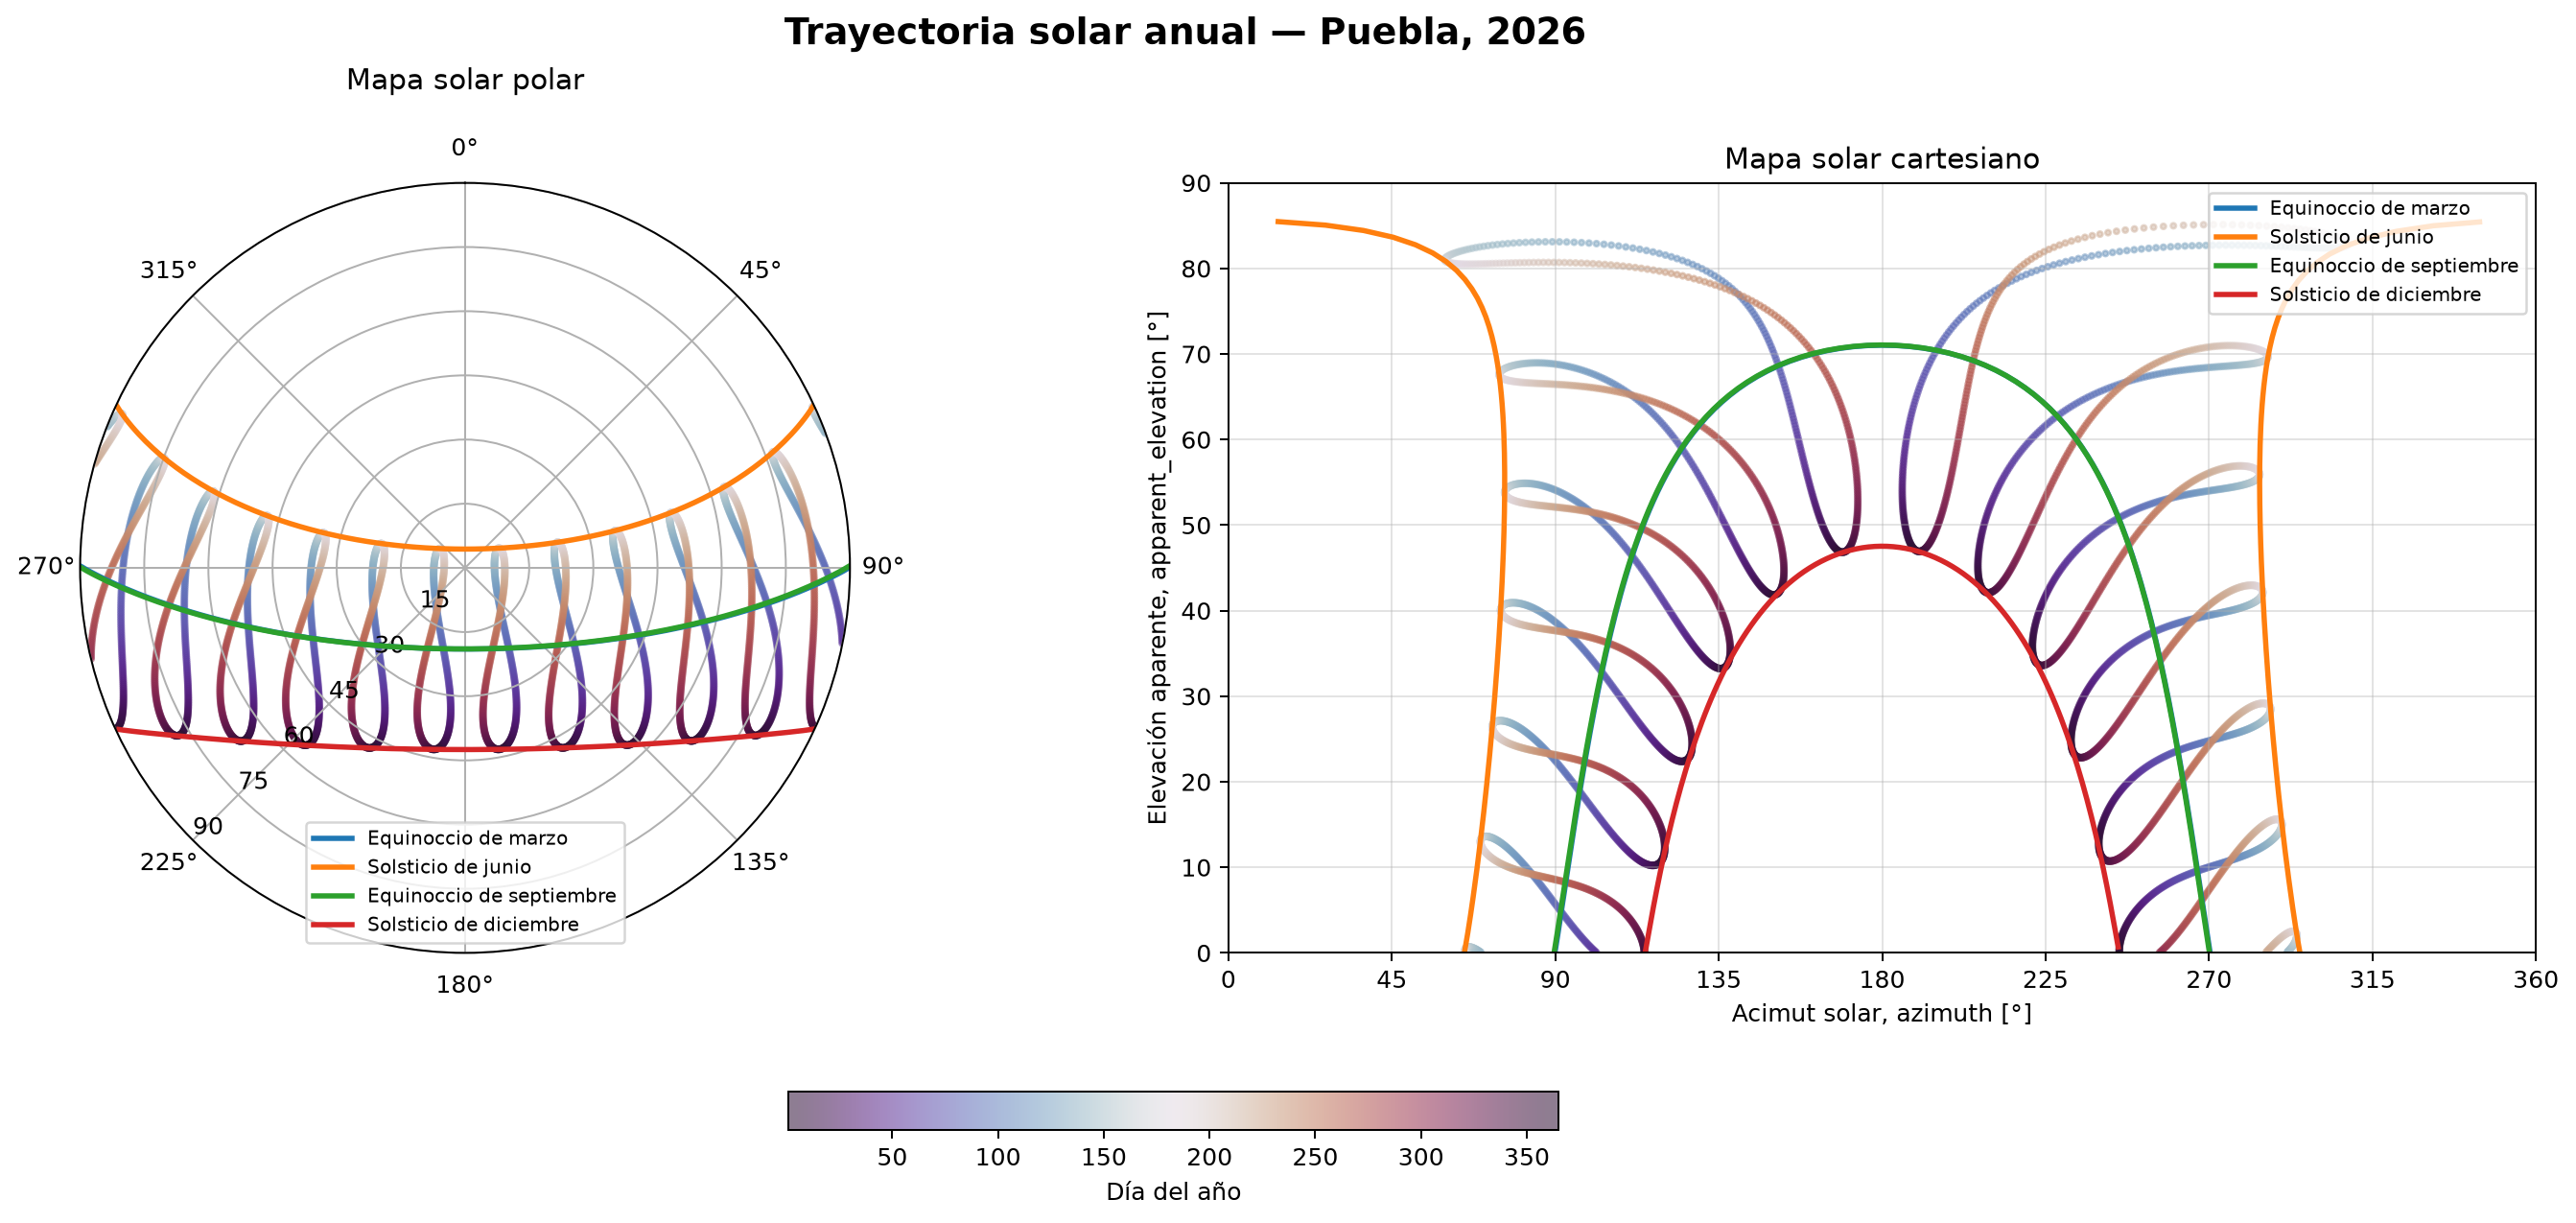 Trayectoria solar anual — Puebla, 2026
Mapa solar polar
0°
45°
90°
135°
180°
225°
270°
315°
15
30
45
60
75
90
Equinoccio de marzo
Solsticio de junio
Equinoccio de septiembre
Solsticio de diciembre
Mapa solar cartesiano
Elevación aparente, apparent_elevation [°]
90
80
70
60
50
40
30
20
10
0
Equinoccio de marzo
Solsticio de junio
Equinoccio de septiembre
Solsticio de diciembre
0 45 90 135 180 225 270 315 360
Acimut solar, azimuth [°]
50 100 150 200 250 300 350
Día del año